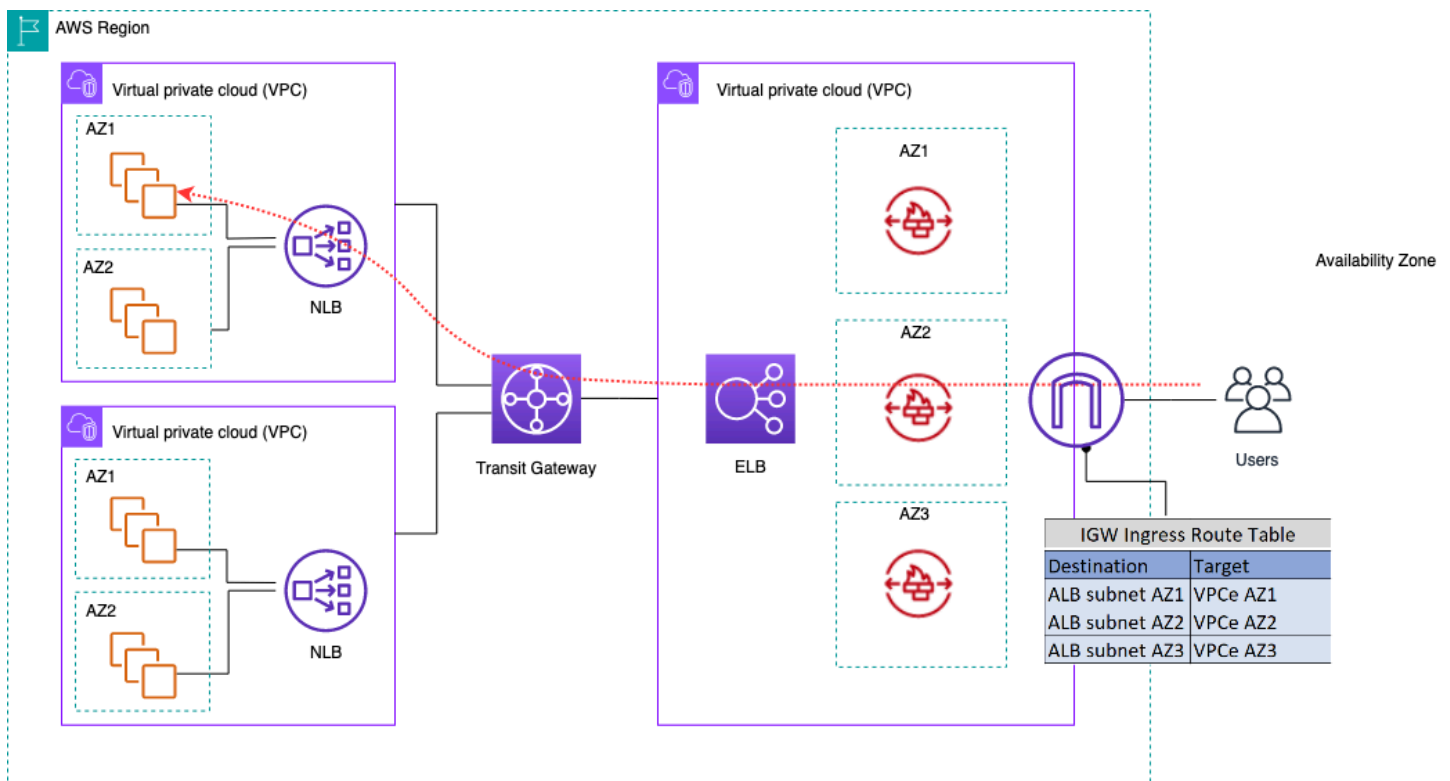 AWS Region
Virtual private cloud (VPC)
AZ1
AZ2
NLB
Virtual private cloud (VPC)
AZ1
AZ2
NLB
Transit Gateway
Virtual private cloud (VPC)
AZ1
AZ2
AZ3
ELB
Users
Availability Zone
IGW Ingress Route Table
Destination Target
ALB subnet AZ1 VPCe AZ1
ALB subnet AZ2 VPCe AZ2
ALB subnet AZ3 VPCe AZ3